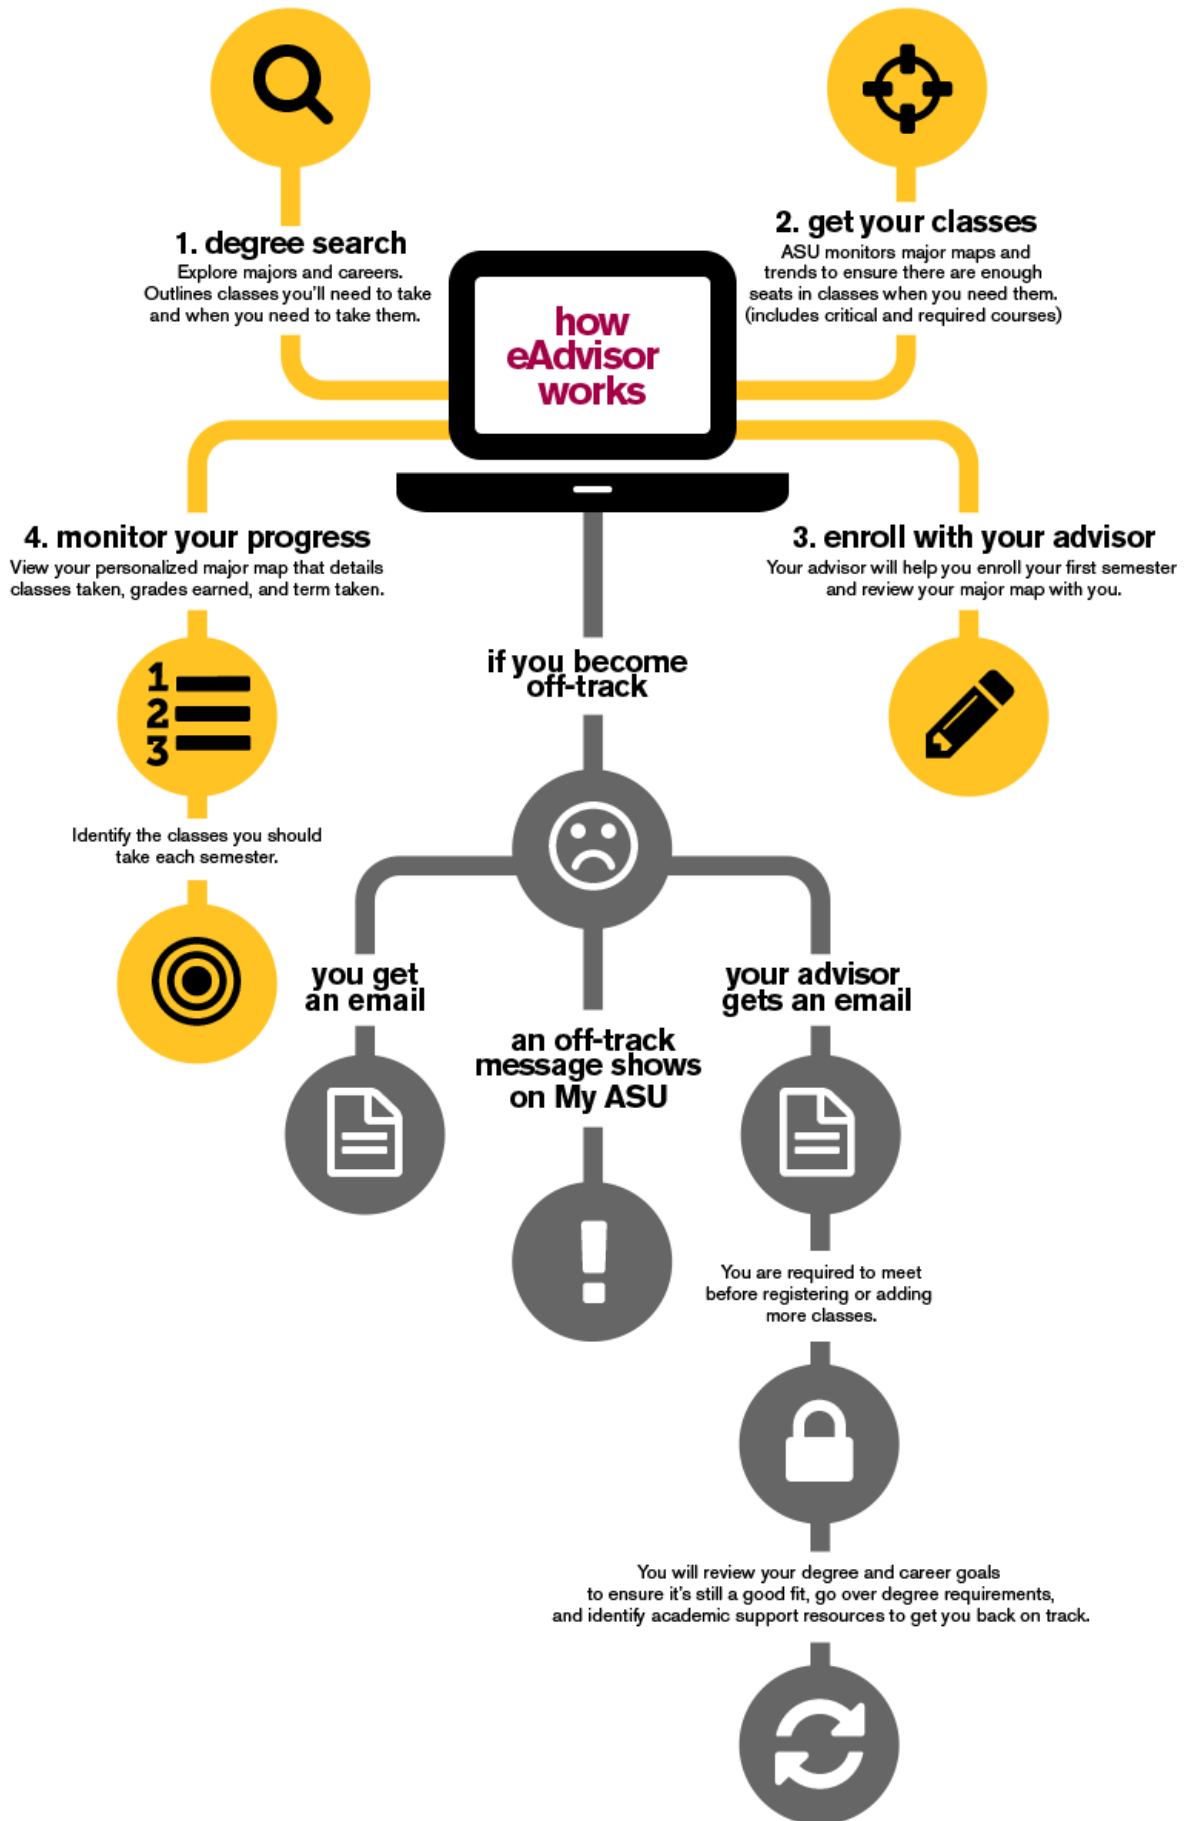 1. degree search
Explore majors and careers.
Outlines classes you'll need to take
and when you need to take them.
2. get your classes
ASU monitors major maps and
trends to ensure there are enough
seats in classes when you need them.
(includes critical and required courses)
how
eAdvisor
works
3. enroll with your advisor
Your advisor will help you enroll your first semester
and review your major map with you.
4. monitor your progress
View your personalized major map that details
classes taken, grades earned, and term taken.
1
2
3
Identify the classes you should
take each semester.
if you become
off-track
you get
an email
an off-track
message shows
on My ASU
!
your advisor
gets an email
You are required to meet
before registering or adding
more classes.
You will review your degree and career goals
to ensure it's still a good fit, go over degree requirements,
and identify academic support resources to get you back on track.